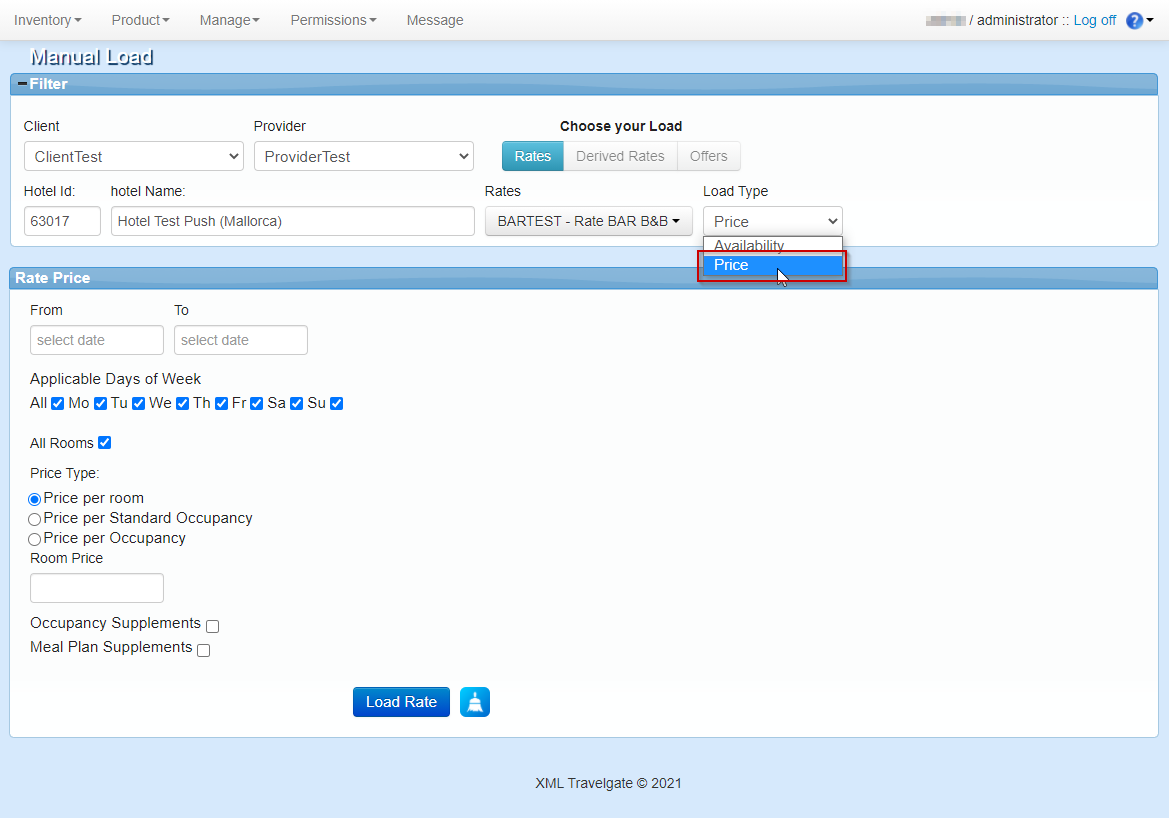 Inventory Product Manage Permissions Message / administrator :: Log off ?
Manual Load
Filter
Client Provider Choose your Load
ClientTest ProviderTest Rates Derived Rates Offers
Hotel Id: hotel Name: Rates Load Type
63017 Hotel Test Push (Mallorca) BARTEST - Rate BAR B&B Price
Availability
Price
Rate Price
From To
select date select date
Applicable Days of Week
All Mo Tu We Th Fr Sa Su
All Rooms
Price Type:
Price per room
Price per Standard Occupancy
Price per Occupancy
Room Price
Occupancy Supplements
Meal Plan Supplements
Load Rate
XML Travelgate © 2021